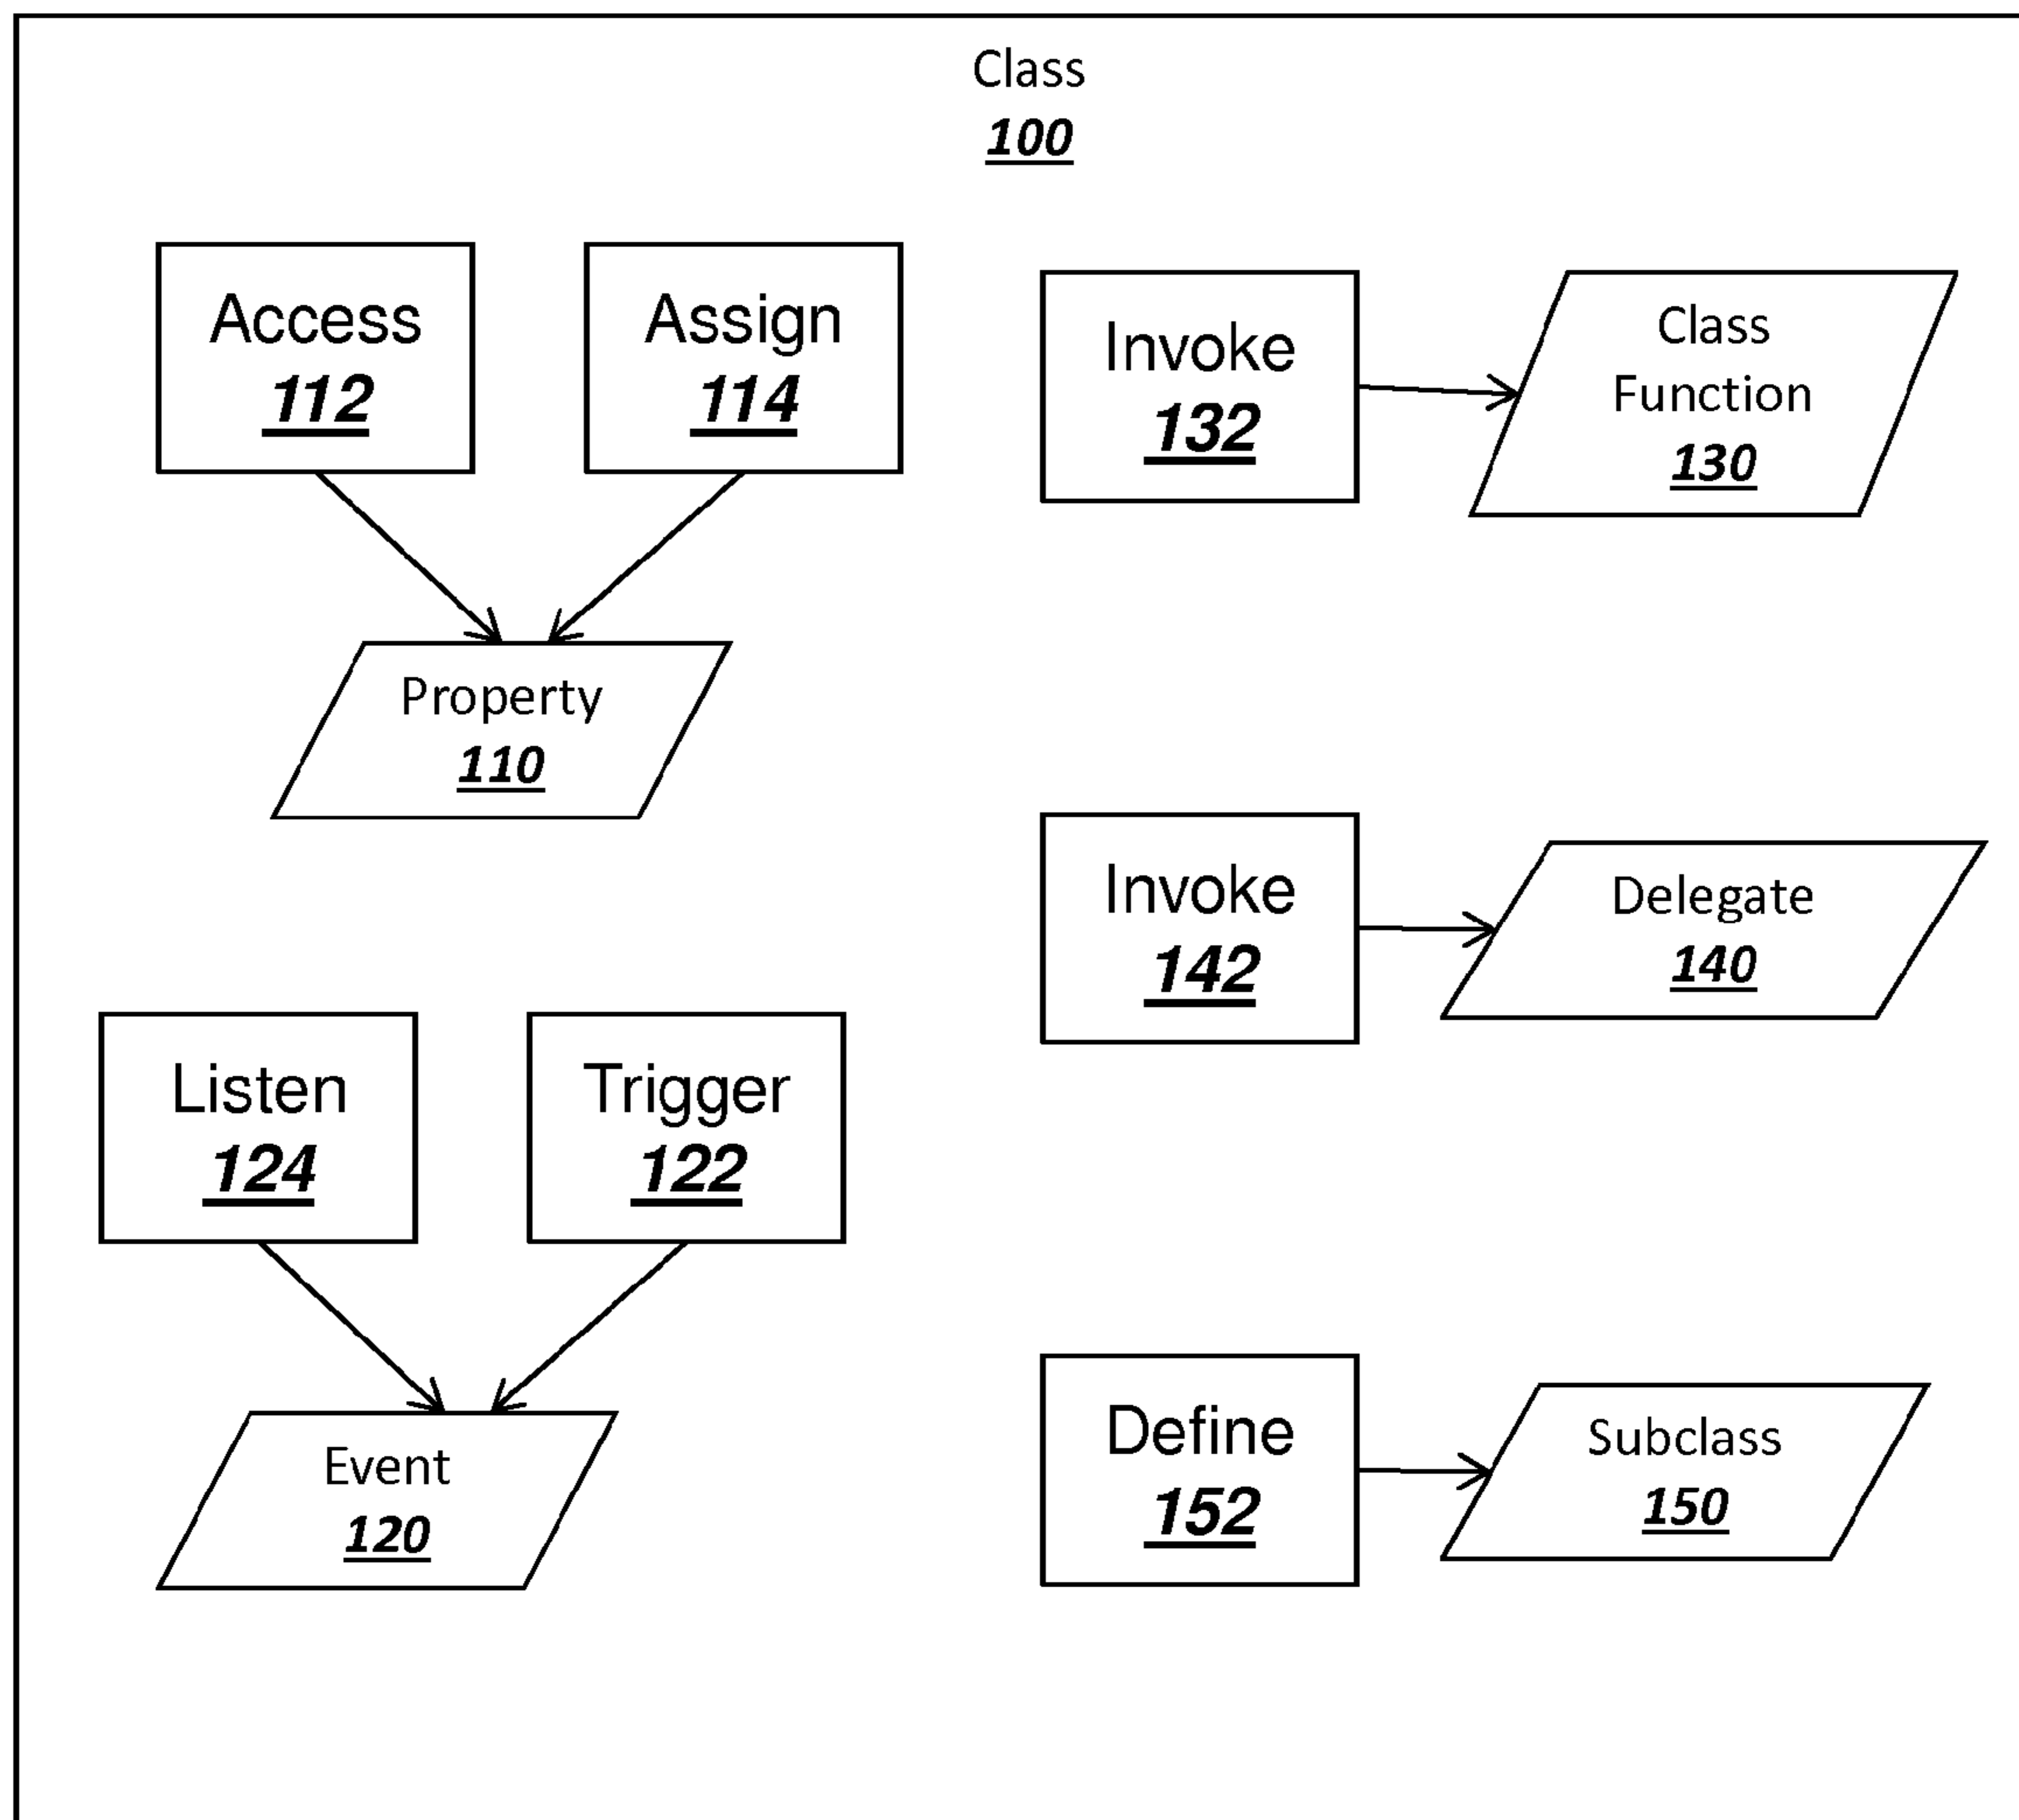 Class
100
Access
112
Assign
114
Invoke
132
Class
Function
130
Property
110
Invoke
142
Delegate
140
Listen
124
Trigger
122
Define
152
Subclass
150
Event
120